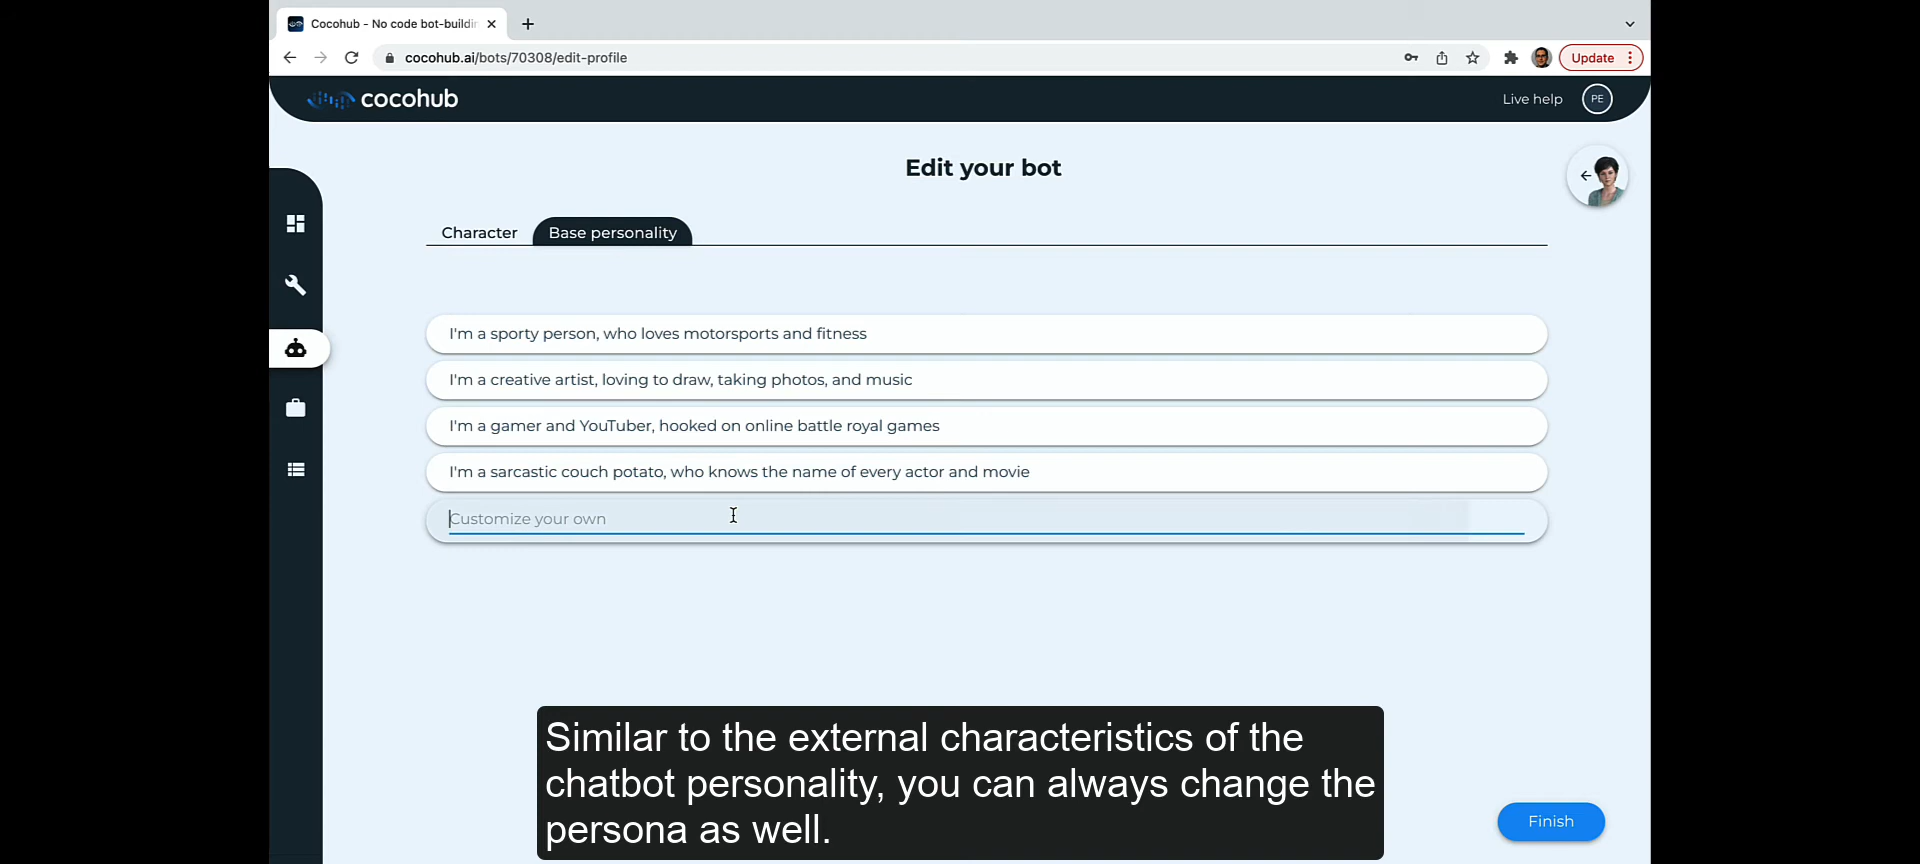 Cocohub - No code bot-buildin
cocohub.ai/bots/70308/edit-profile
Update
cocohub
Live help
PE
Edit your bot
Character
Base personality
I'm a sporty person, who loves motorsports and fitness
I'm a creative artist, loving to draw, taking photos, and music
I'm a gamer and YouTuber, hooked on online battle royal games
I'm a sarcastic couch potato, who knows the name of every actor and movie
Customize your own
Similar to the external characteristics of the
chatbot personality, you can always change the
persona as well.
Finish